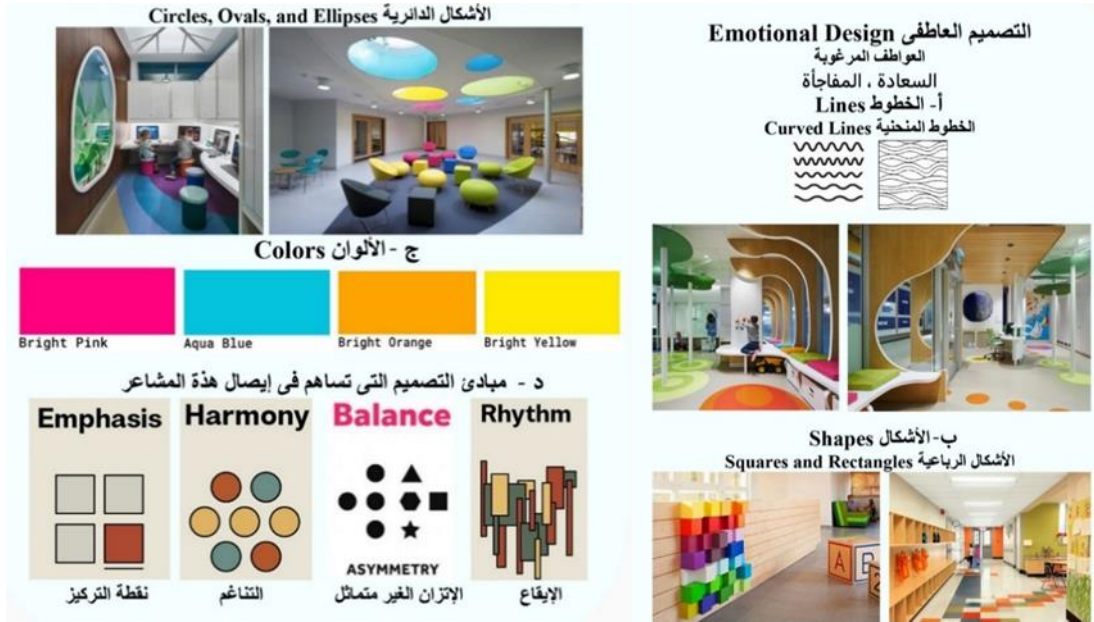 التصميم العاطفى Emotional Design
العواطف المرغوبة
السعادة ، المفاجأة
أ- الخطوط Lines
الخطوط المنحنية Curved Lines
ب- الأشكال Shapes
الأشكال الرباعية Squares and Rectangles
A
B
الأشكال الدائرية Circles, Ovals, and Ellipses
ج - الألوان Colors
Bright Pink
Aqua Blue
Bright Orange
Bright Yellow
د - مبادئ التصميم التى تساهم فى إيصال هذة المشاعر
Emphasis
Harmony
Balance
Rhythm
ASYMMETRY
نقطة التركيز
التناغم
الإتزان الغير متماثل
الإيقاع